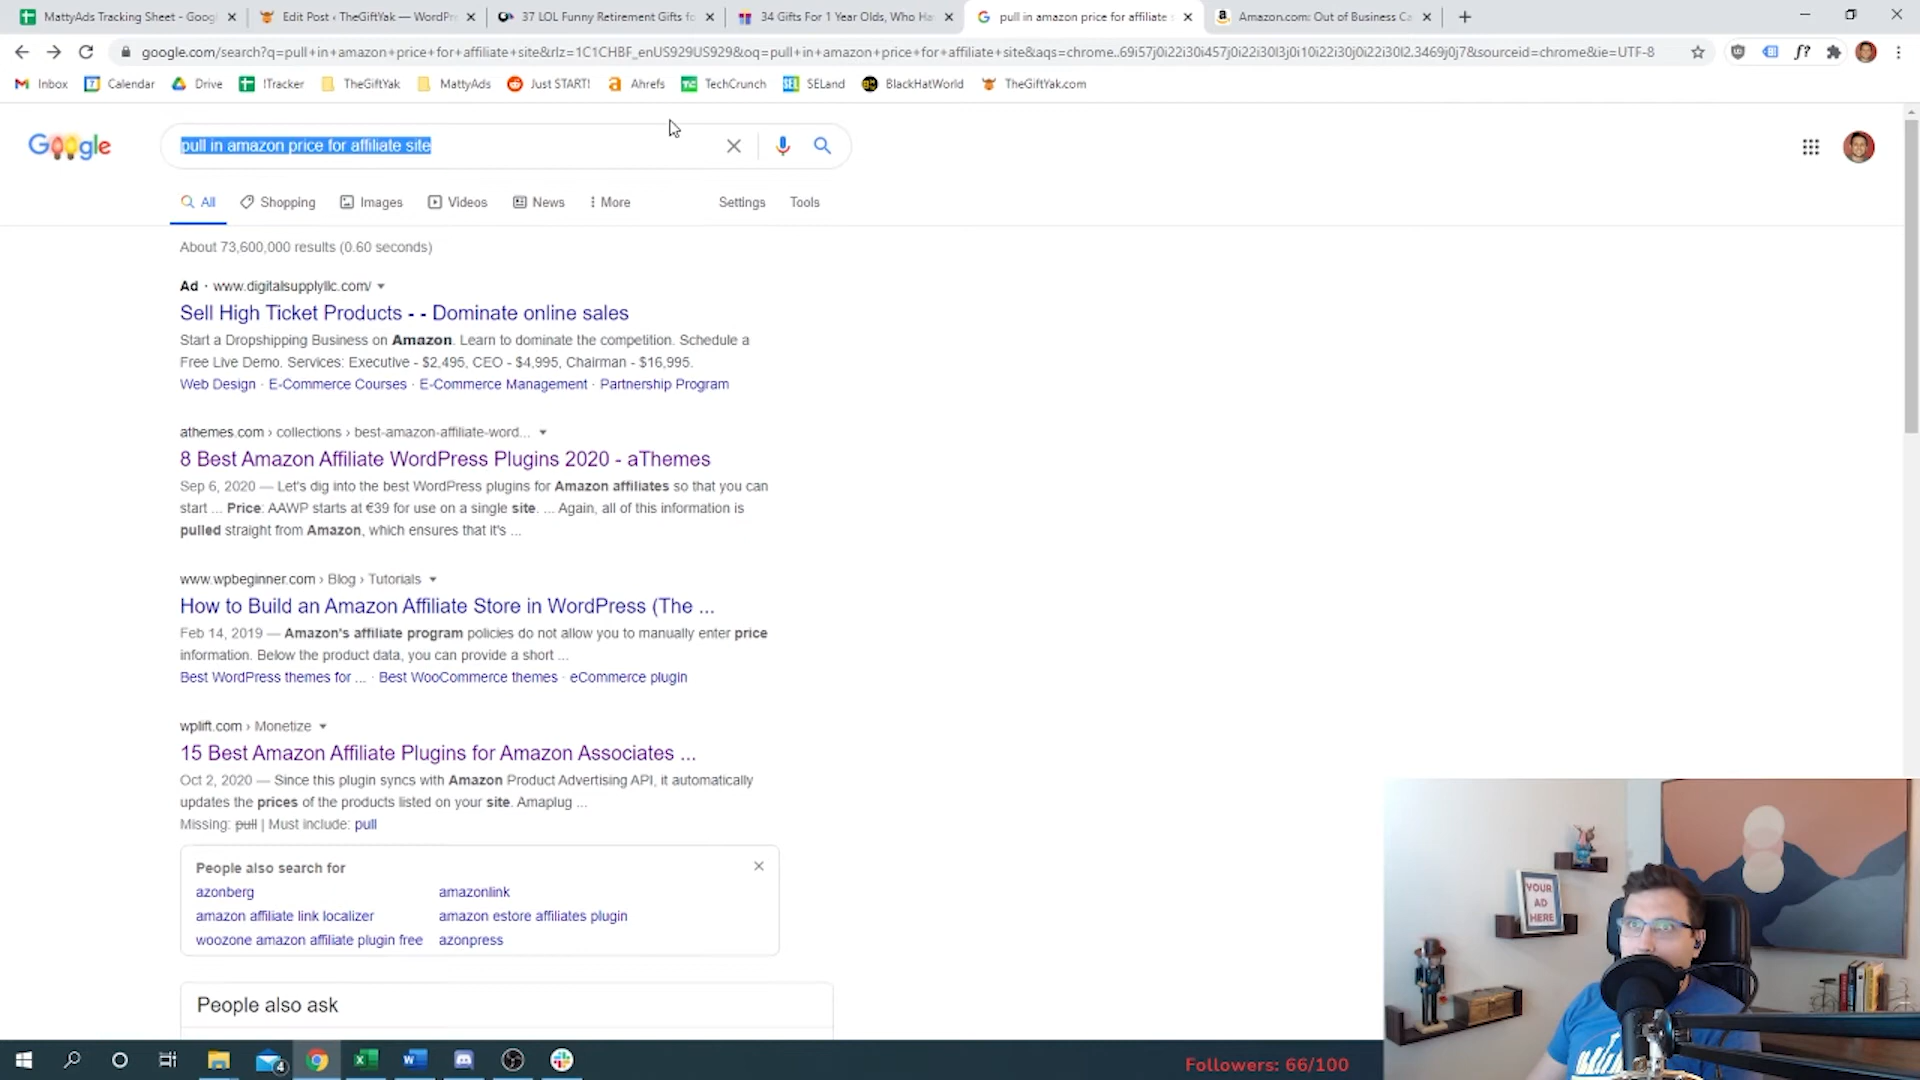 MattyAds Tracking Sheet - Googl
Edit Post ‹ TheGiftYak — WordPr
37 LOL Funny Retirement Gifts fo
34 Gifts For 1 Year Olds, Who Ha
pull in amazon price for affiliate s
Amazon.com: Out of Business Ca
google.com/search?q=pull+in+amazon+price+for+affiliate+site&rlz=1C1CHBF_enUS929US929&oq=pull+in+amazon+price+for+affiliate+site&aqs=chrome..69i57j0i22i30i457j0i22i30l3j0i10i22i30j0i22i30l2.3469j0j7&sourceid=chrome&ie=UTF-8
f?
Inbox
Calendar
Drive
!Tracker
TheGiftYak
MattyAds
Just START!
Ahrefs
TechCrunch
SELand
BlackHatWorld
TheGiftYak.com
Google
pull in amazon price for affiliate site
All
Shopping
Images
Videos
News
More
Settings
Tools
About 73,600,000 results (0.60 seconds)
Ad · www.digitalsupplyllc.com/
Sell High Ticket Products - - Dominate online sales
Start a Dropshipping Business on Amazon. Learn to dominate the competition. Schedule a
Free Live Demo. Services: Executive - $2,495, CEO - $4,995, Chairman - $16,995.
Web Design · E-Commerce Courses · E-Commerce Management · Partnership Program
athemes.com › collections › best-amazon-affiliate-word...
8 Best Amazon Affiliate WordPress Plugins 2020 - aThemes
Sep 6, 2020 — Let's dig into the best WordPress plugins for Amazon affiliates so that you can
start ... Price: AAWP starts at €39 for use on a single site. ... Again, all of this information is
pulled straight from Amazon, which ensures that it's ...
www.wpbeginner.com › Blog › Tutorials
How to Build an Amazon Affiliate Store in WordPress (The ...
Feb 14, 2019 — Amazon's affiliate program policies do not allow you to manually enter price
information. Below the product data, you can provide a short ...
Best WordPress themes for ... · Best WooCommerce themes · eCommerce plugin
wplift.com › Monetize
15 Best Amazon Affiliate Plugins for Amazon Associates ...
Oct 2, 2020 — Since this plugin syncs with Amazon Product Advertising API, it automatically
updates the prices of the products listed on your site. Amaplug ...
Missing: pull | Must include: pull
People also search for
azonberg
amazonlink
amazon affiliate link localizer
amazon estore affiliates plugin
woozone amazon affiliate plugin free
azonpress
People also ask
YOUR
AD
HERE
4
Followers: 66/100